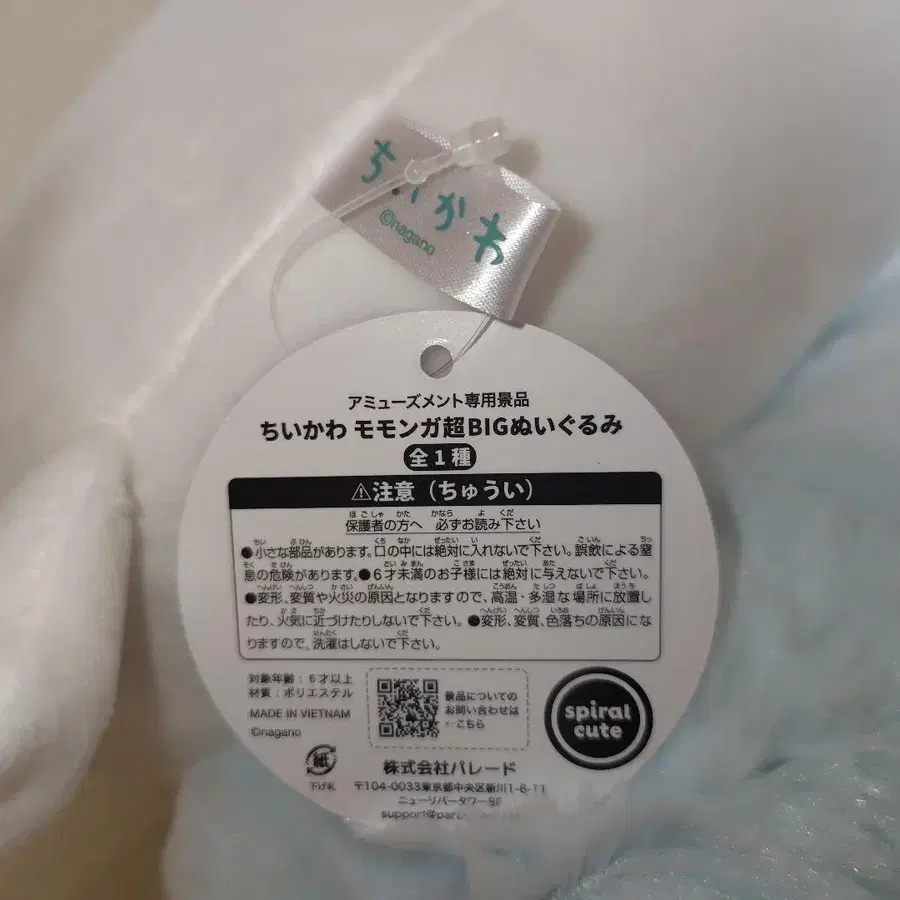 ちいかわ
©nagano
アミューズメント専用景品
ちいかわ モモンガ超BIGぬいぐるみ
全1種
⚠注意（ちゅうい）
保護者の方へ 必ずお読み下さい
●小さな部品があります。口の中には絶対に入れないで下さい。誤飲による窒
息の危険があります。●6才未満のお子様には絶対に与えないで下さい。
●変形、変質や火災の原因となりますので、高温・多湿な場所に放置し
たり、火気に近づけたりしないで下さい。●変形、変質、色落ちの原因にな
りますので、洗濯はしないで下さい。
対象年齢：6才以上
材質：ポリエステル
MADE IN VIETNAM
©nagano
景品についての
お問い合わせは
←こちら
spiral
cute
紙
下げ札
株式会社パレード
〒104-0033東京都中央区新川1-6-11
ニューリバータワー8F